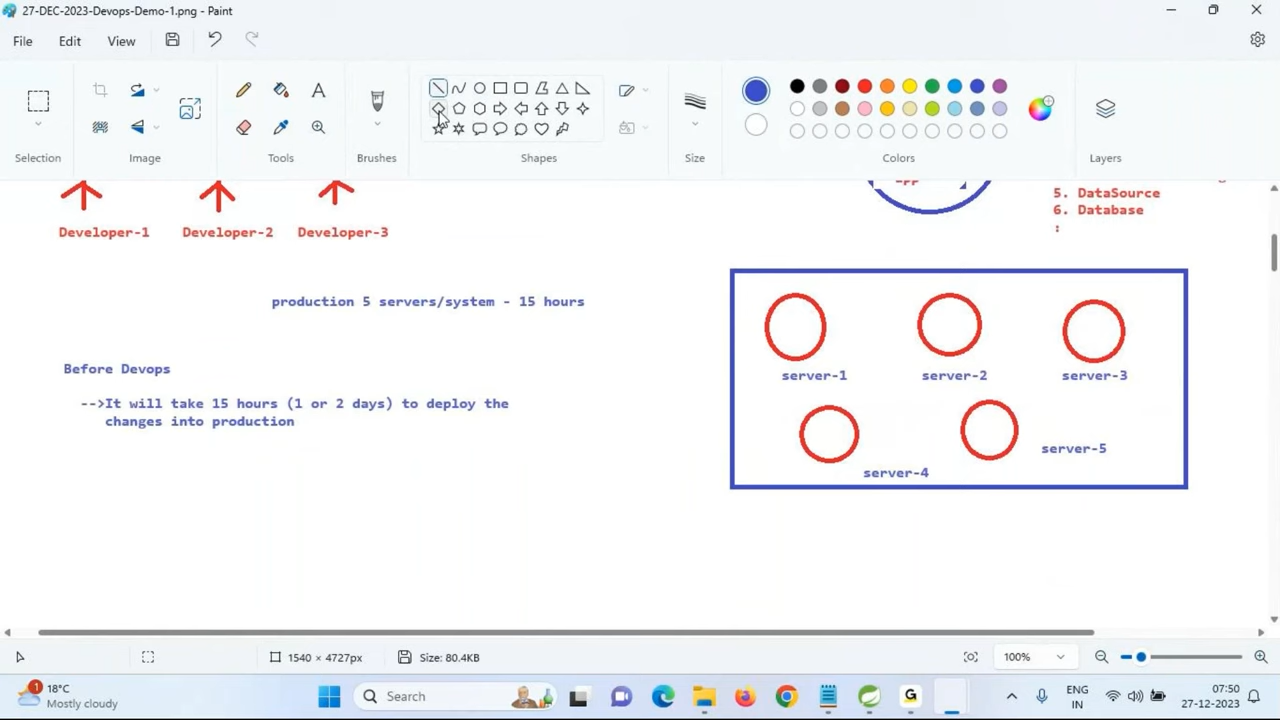 27-DEC-2023-Devops-Demo-1.png - Paint
File Edit View
Selection Image Tools Brushes Shapes Size Colors Layers
5. DataSource
6. Database
:
Developer-1 Developer-2 Developer-3
production 5 servers/system - 15 hours
Before Devops
-->It will take 15 hours (1 or 2 days) to deploy the
changes into production
server-1 server-2 server-3
server-5
server-4
1540 × 4727px Size: 80.4KB 100%
1
18°C
Mostly cloudy
Search
G
ENG
IN
07:50
27-12-2023